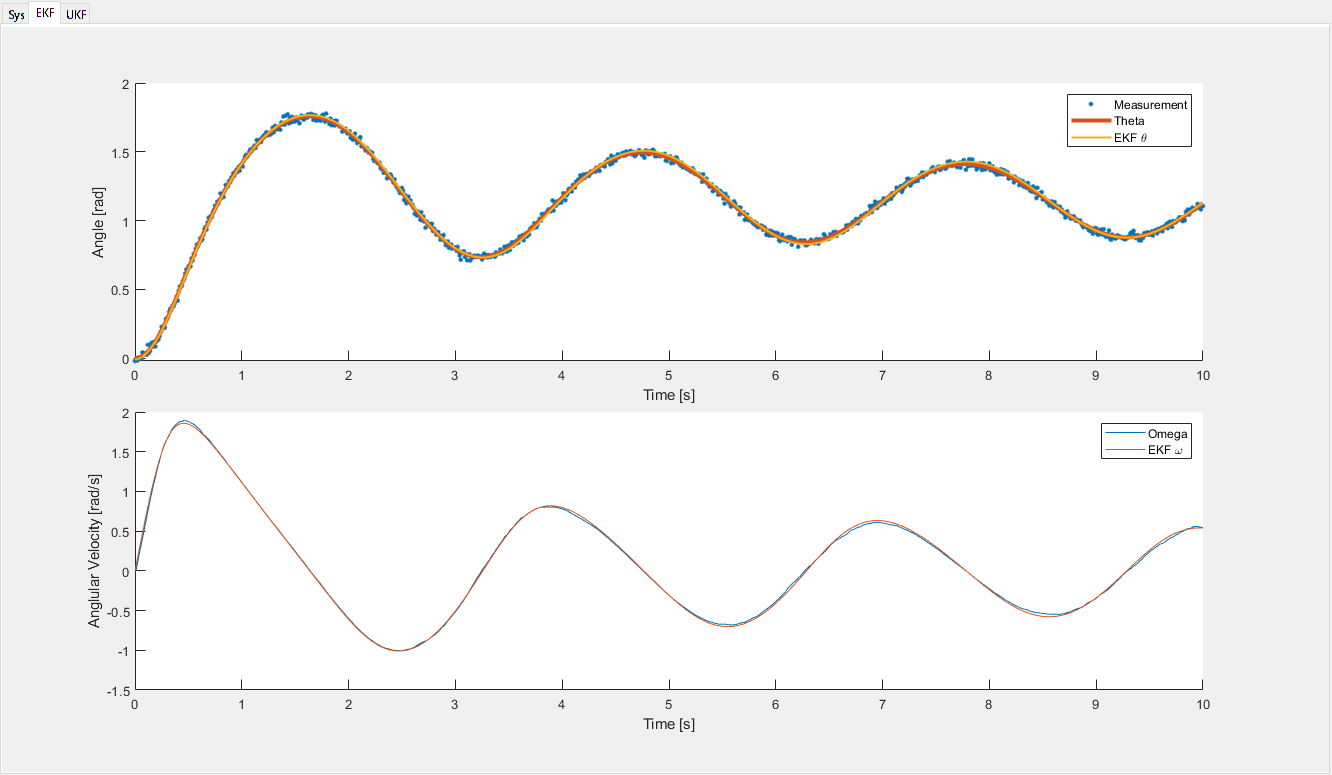 Sys EKF UKF
2
1.5
1
0.5
0
Angle [rad]
Measurement
Theta
EKF θ
0 1 2 3 4 5 6 7 8 9 10
Time [s]
2
1.5
1
0.5
0
-0.5
-1
-1.5
Anglular Velocity [rad/s]
Omega
EKF ω
0 1 2 3 4 5 6 7 8 9 10
Time [s]